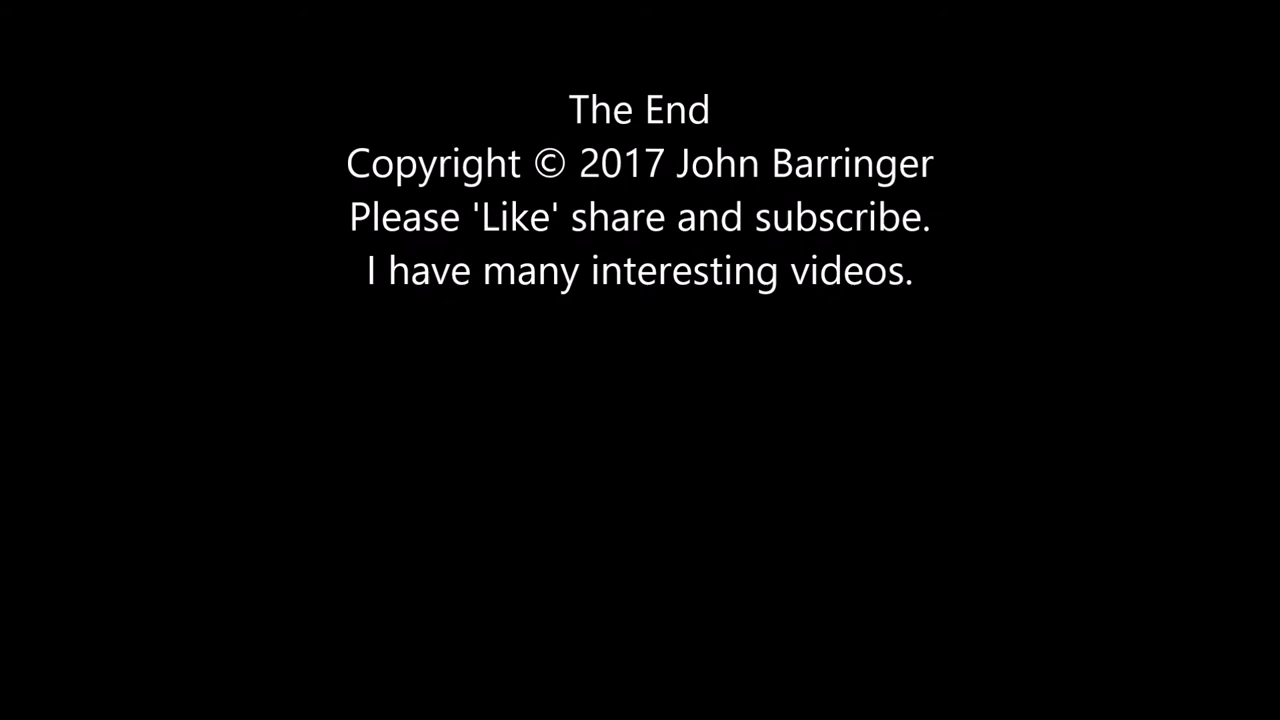 The End
Copyright © 2017 John Barringer
Please 'Like' share and subscribe.
I have many interesting videos.